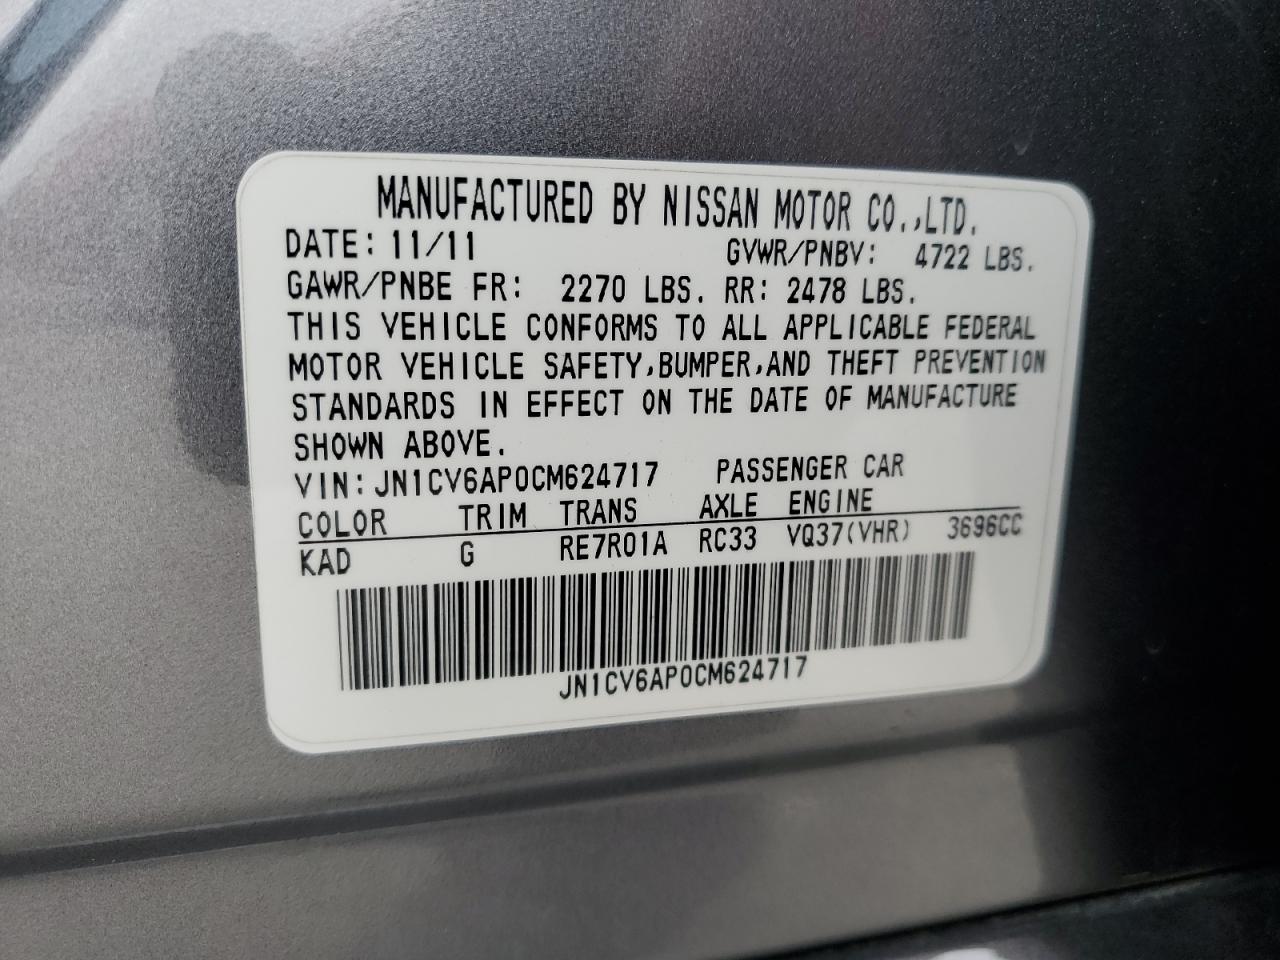 MANUFACTURED BY NISSAN MOTOR CO.,LTD.
DATE: 11/11 GVWR/PNBV: 4722 LBS.
GAWR/PNBE FR: 2270 LBS. RR: 2478 LBS.
THIS VEHICLE CONFORMS TO ALL APPLICABLE FEDERAL
MOTOR VEHICLE SAFETY,BUMPER,AND THEFT PREVENTION
STANDARDS IN EFFECT ON THE DATE OF MANUFACTURE
SHOWN ABOVE.
VIN: JN1CV6AP0CM624717 PASSENGER CAR
COLOR TRIM TRANS AXLE ENGINE
KAD G RE7R01A RC33 VQ37(VHR) 3696CC
JN1CV6AP0CM624717